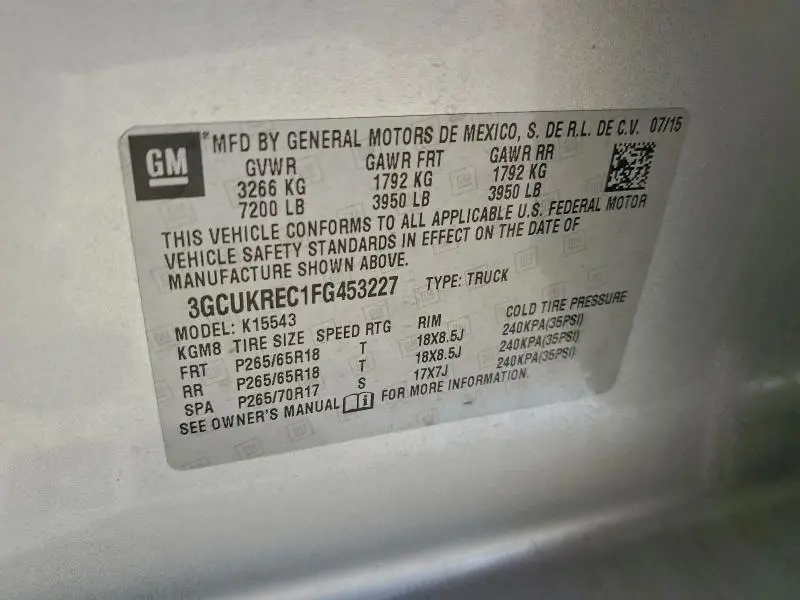 GM
*MFD BY GENERAL MOTORS DE MEXICO, S. DE R.L. DE C.V. 07/15
GVWR GAWR FRT GAWR RR
3266 KG 1792 KG 1792 KG
7200 LB 3950 LB 3950 LB
THIS VEHICLE CONFORMS TO ALL APPLICABLE U.S. FEDERAL MOTOR
VEHICLE SAFETY STANDARDS IN EFFECT ON THE DATE OF
MANUFACTURE SHOWN ABOVE.
3GCUKREC1FG453227 TYPE: TRUCK
MODEL: K15543
KGM8 TIRE SIZE SPEED RTG RIM COLD TIRE PRESSURE
FRT P265/65R18 T 18X8.5J 240KPA(35PSI)
RR P265/65R18 T 18X8.5J 240KPA(35PSI)
SPA P265/70R17 S 17X7J 240KPA(35PSI)
SEE OWNER'S MANUAL FOR MORE INFORMATION.